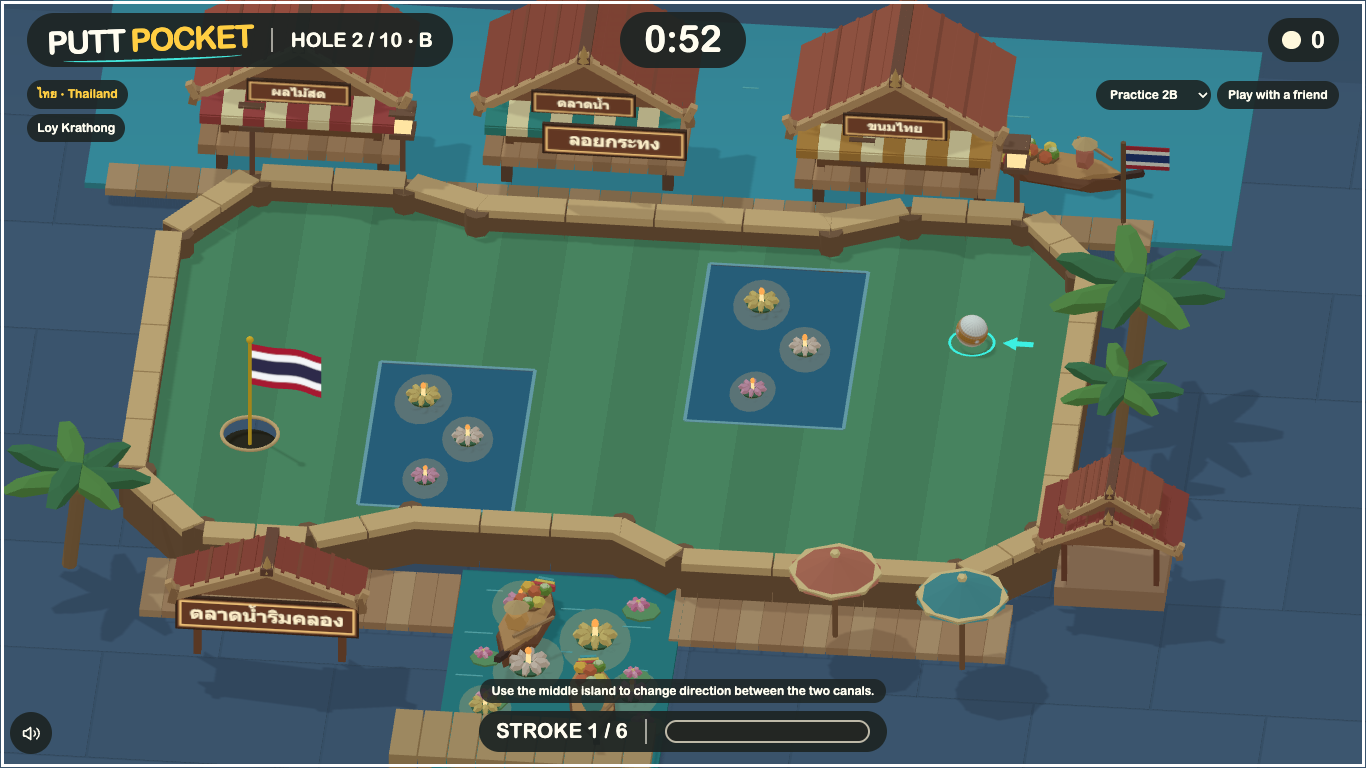 PUTT POCKET
HOLE 2 / 10 · B
0:52
0
ไทย · Thailand
Loy Krathong
Practice 2B
Play with a friend
ผลไม้สด
ตลาดน้ำ
ลอยกระทง
ขนมไทย
ตลาดน้ำริมคลอง
Use the middle island to change direction between the two canals.
STROKE 1 / 6